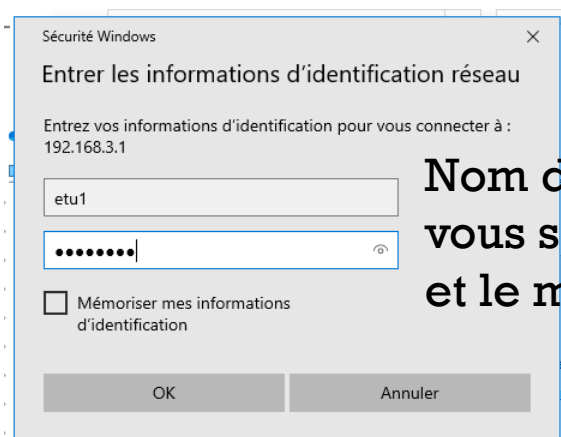 Sécurité Windows
Entrer les informations d'identification réseau
Entrez vos informations d'identification pour vous connecter à :
192.168.3.1
Nom
etu1
vous
••••••••
et le
Mémoriser mes informations
d'identification
OK Annuler